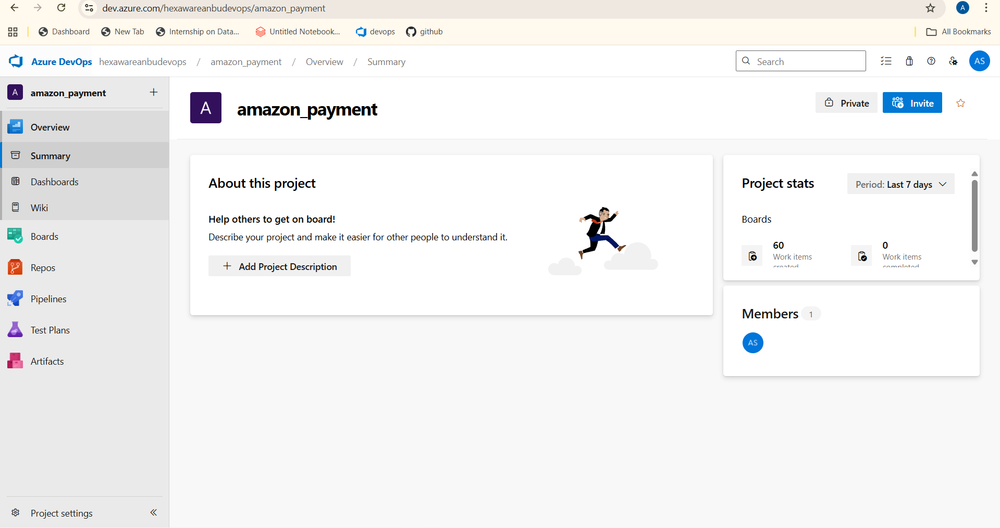 dev.azure.com/hexawareanbudevops/amazon_payment
A
Dashboard New Tab Internship on Data... Untitled Notebook... devops github All Bookmarks
Azure DevOps hexawareanbudevops / amazon_payment / Overview / Summary Search AS
A amazon_payment
Overview
Summary
Dashboards
Wiki
Boards
Repos
Pipelines
Test Plans
Artifacts
Project settings
A amazon_payment Private Invite
About this project
Help others to get on board!
Describe your project and make it easier for other people to understand it.
Add Project Description
Project stats Period: Last 7 days
Boards
60
Work items
created
0
Work items
completed
Members 1
AS